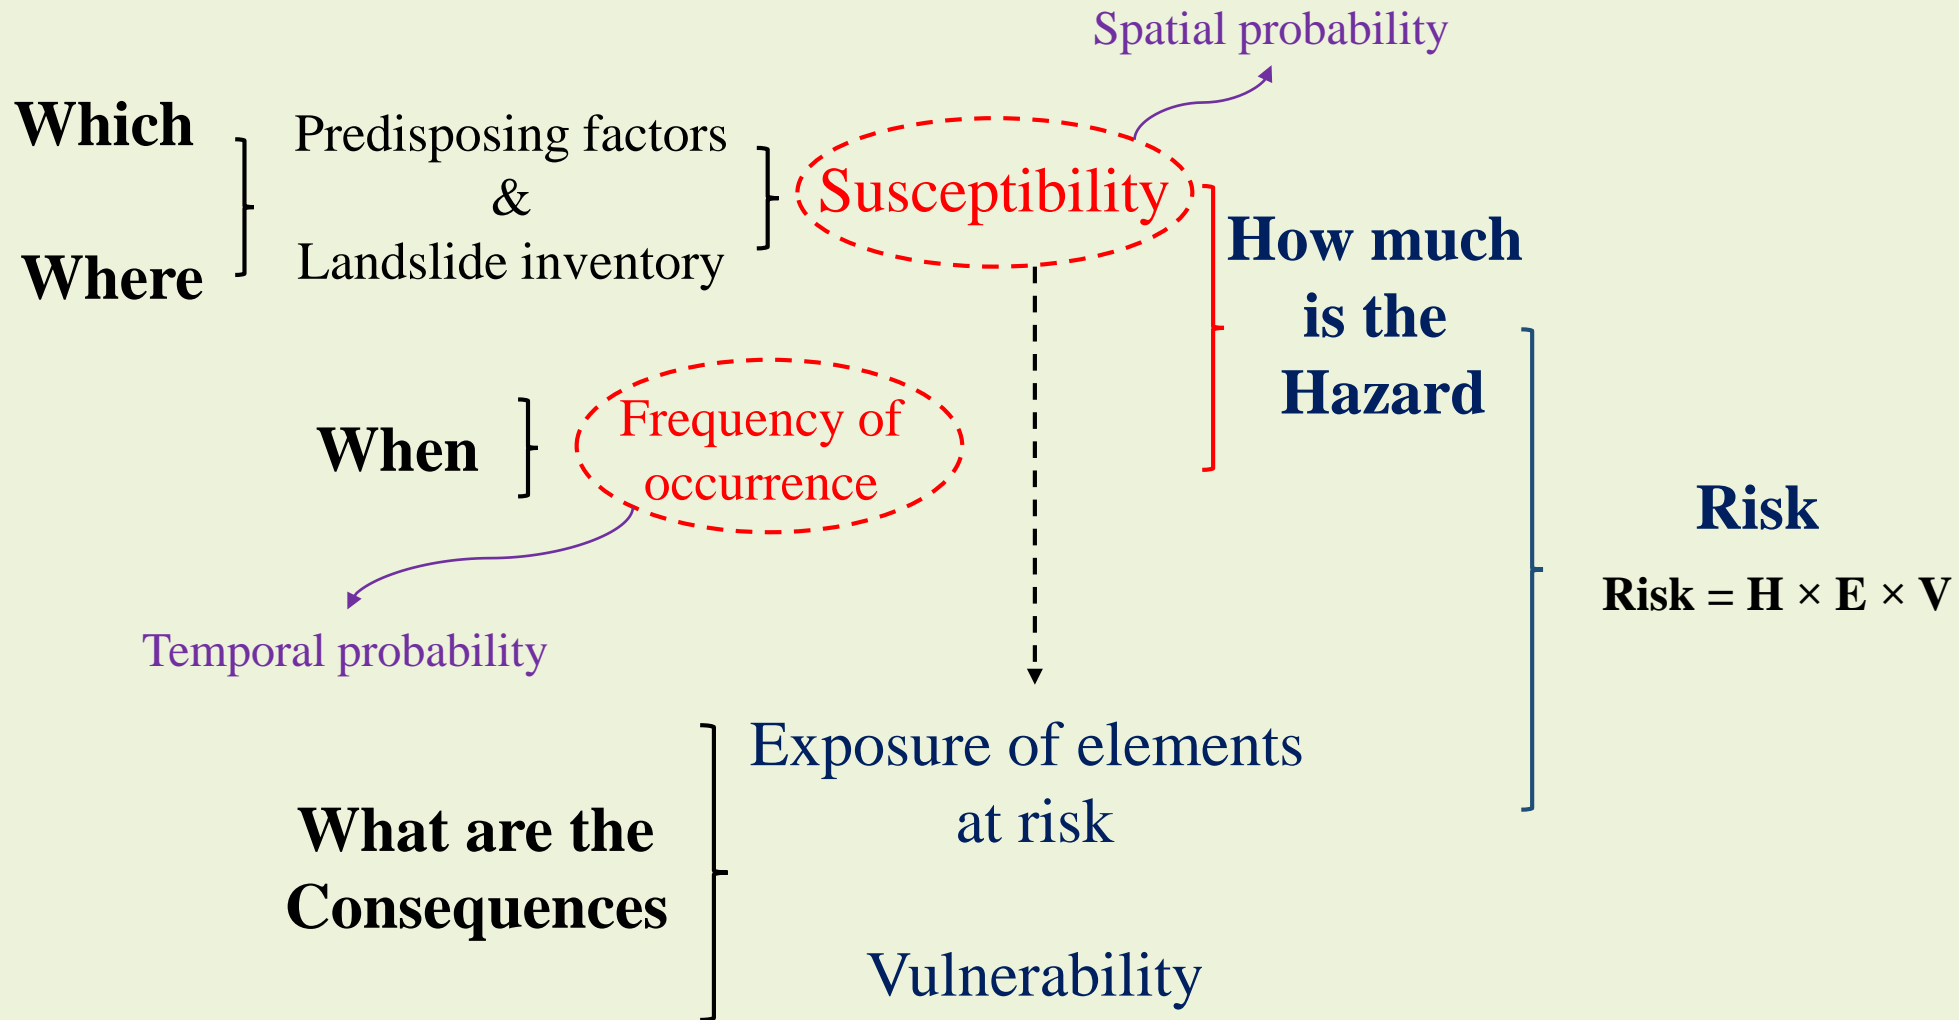 Spatial probability
Which
Where
Predisposing factors
&
Landslide inventory
Susceptibility
How much
is the
Hazard
When
Frequency of
occurrence
Temporal probability
Risk
Risk = H × E × V
What are the
Consequences
Exposure of elements
at risk
Vulnerability